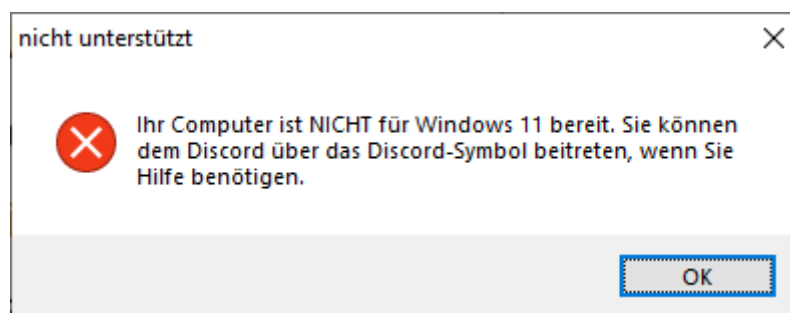 nicht unterstützt
Ihr Computer ist NICHT für Windows 11 bereit. Sie können
dem Discord über das Discord-Symbol beitreten, wenn Sie
Hilfe benötigen.
OK